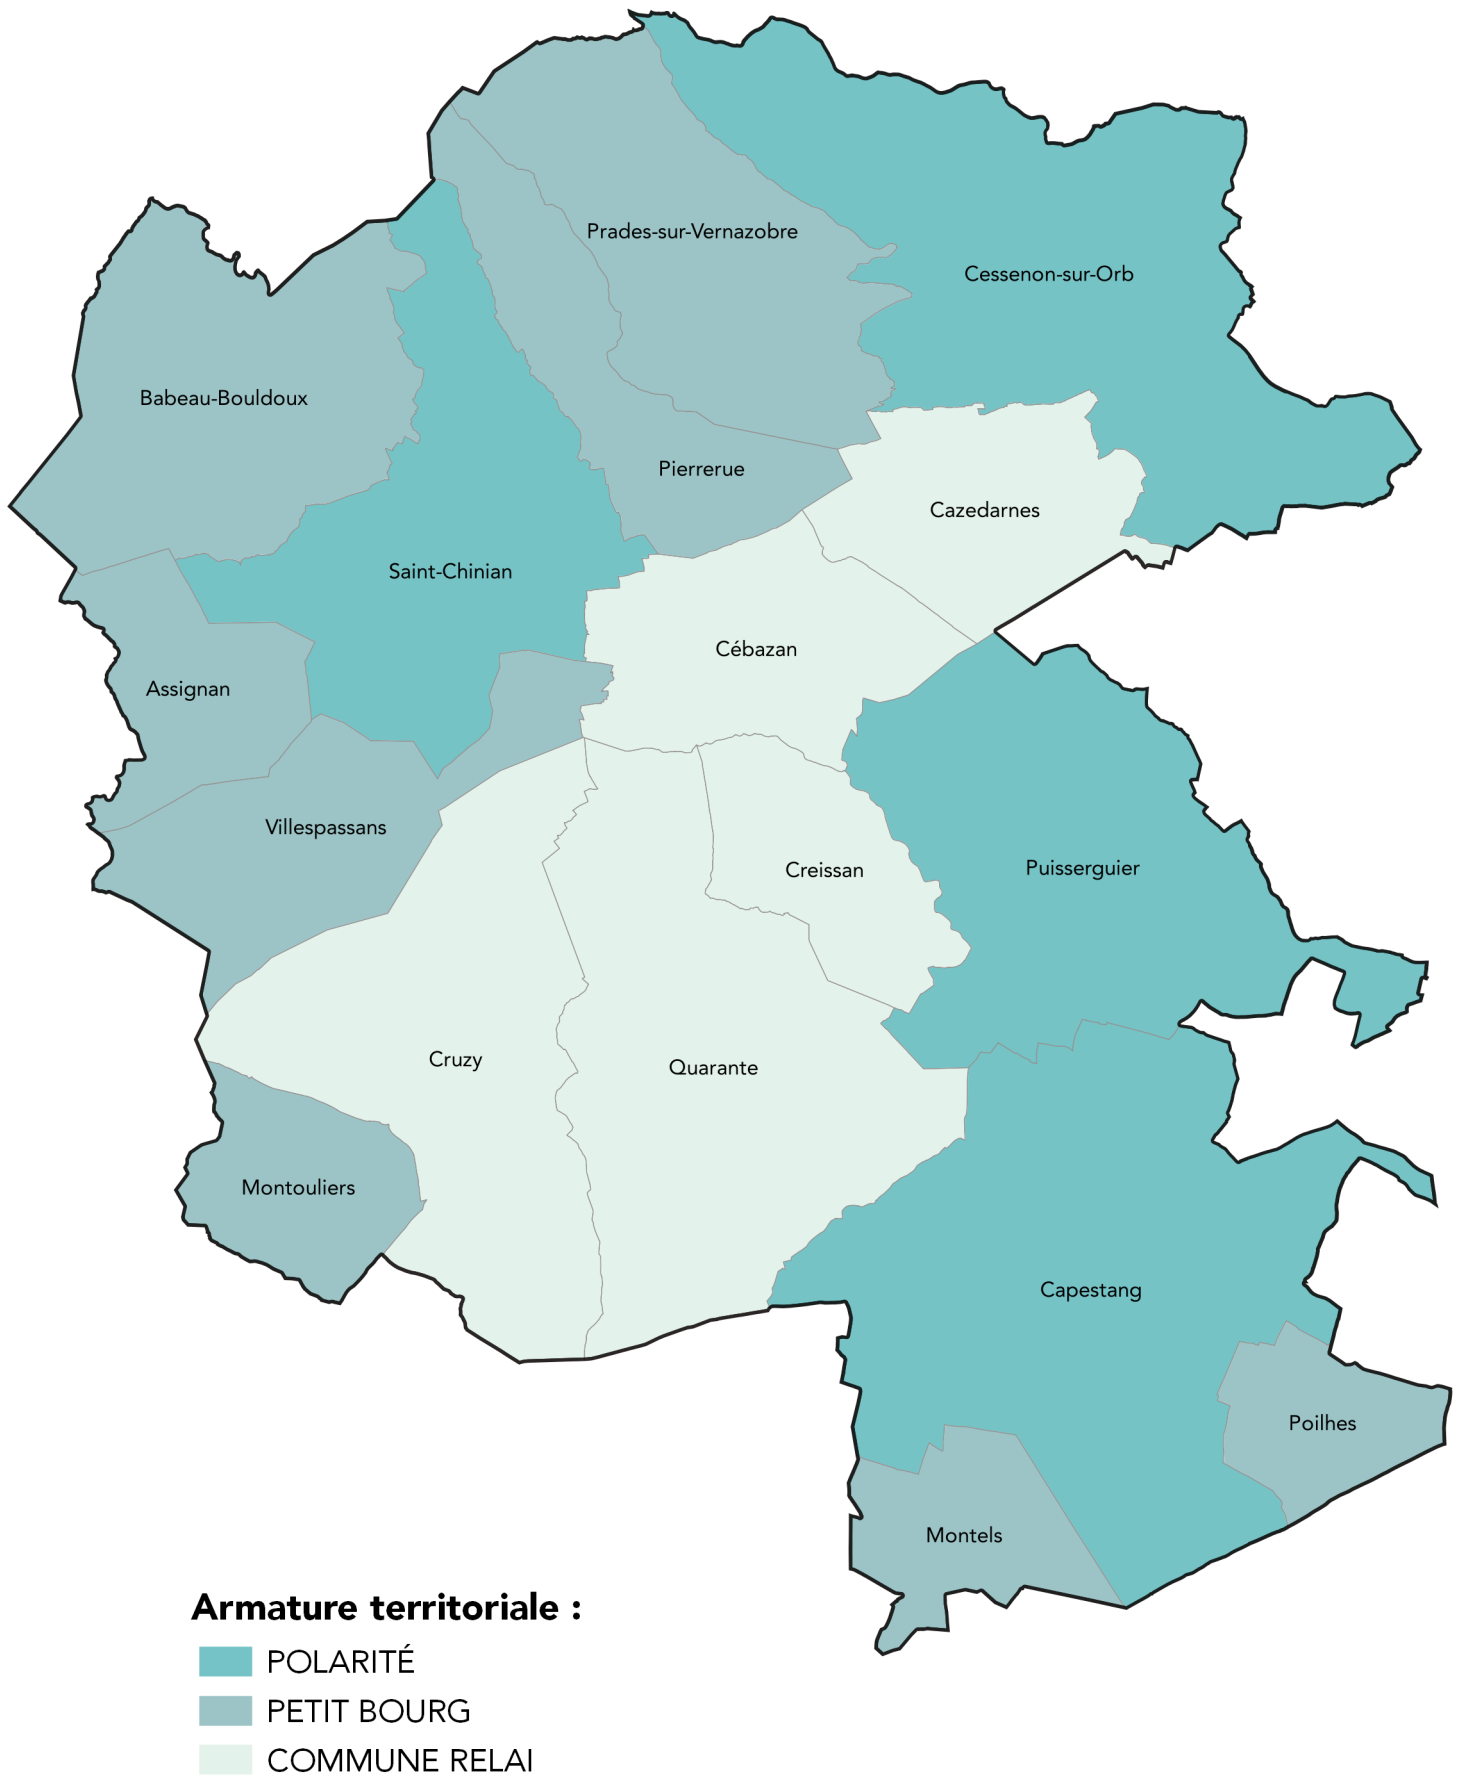 Prades-sur-Vernazobre
Cessenon-sur-Orb
Babeau-Bouldoux
Pierrerue
Cazedarnes
Saint-Chinian
Cébazan
Assignan
Villespassans
Creissan
Puisserguier
Cruzy
Quarante
Montouliers
Capestang
Poilhes
Montels
Armature territoriale :
POLARITÉ
PETIT BOURG
COMMUNE RELAI